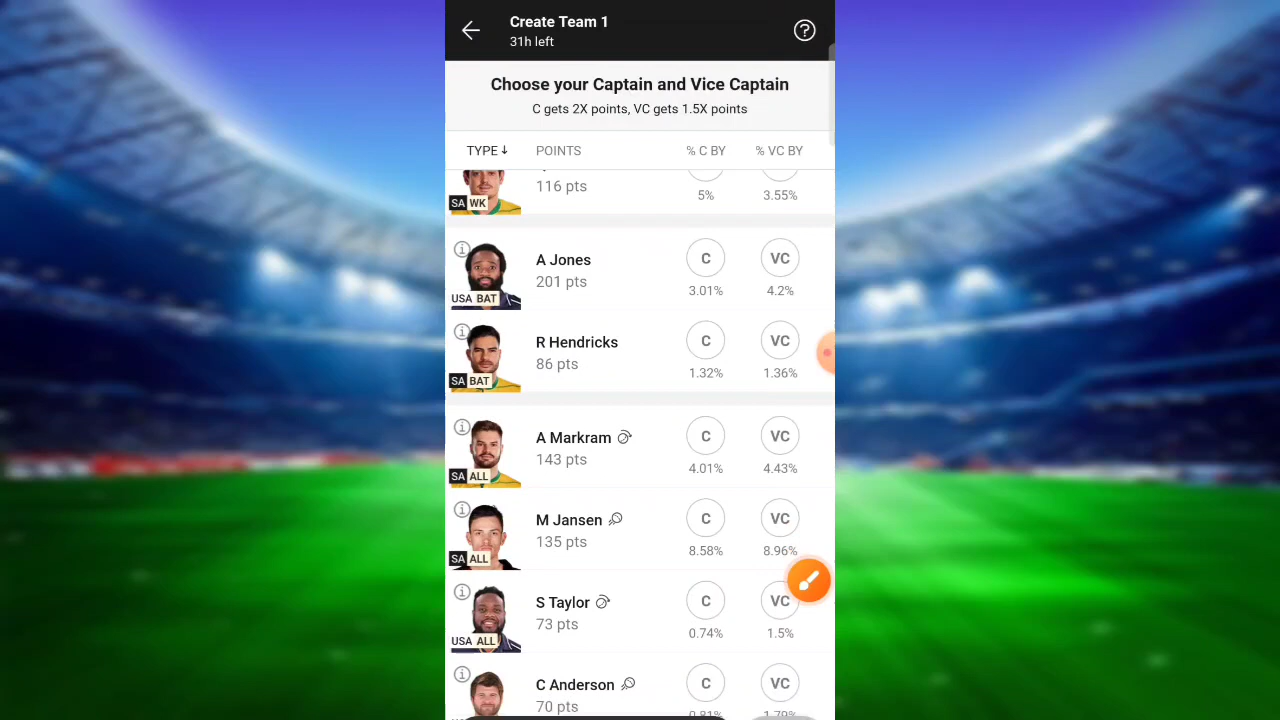 Create Team 1
31h left
Choose your Captain and Vice Captain
C gets 2X points, VC gets 1.5X points
TYPE↓ POINTS % C BY % VC BY
116 pts
SA WK 5% 3.55%
A Jones C VC
201 pts
USA BAT 3.01% 4.2%
R Hendricks C VC
86 pts
SA BAT 1.32% 1.36%
A Markram C VC
143 pts
SA ALL 4.01% 4.43%
M Jansen C VC
135 pts
SA ALL 8.58% 8.96%
S Taylor C VC
73 pts
USA ALL 0.74% 1.5%
C Anderson C VC
70 pts 0.81% 1.79%